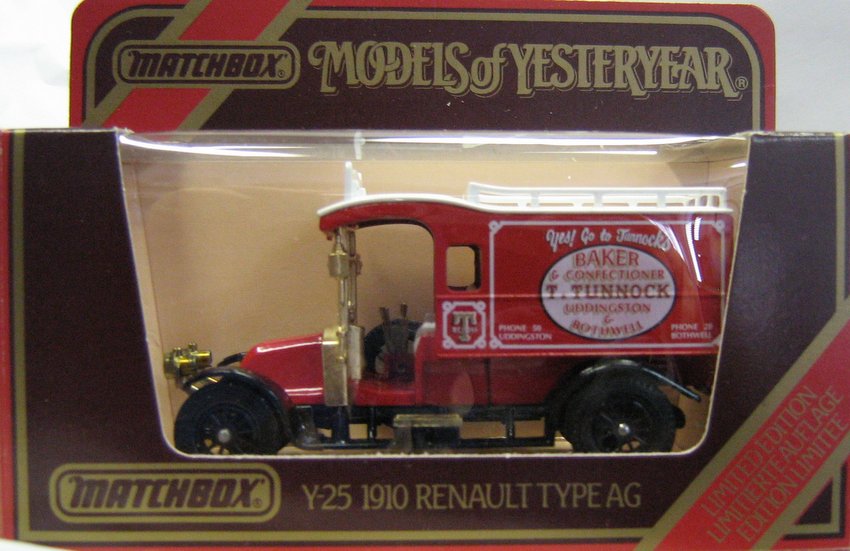 MATCHBOX®
MODELS of YESTERYEAR®
Yes! Go to Tunnock's
BAKER
& CONFECTIONER
T. TUNNOCK
UDDINGSTON
&
BOTHWELL
T
PHONE 50
UDDINGSTON
PHONE 28
BOTHWELL
MATCHBOX®
Y-25 1910 RENAULT TYPE AG
LIMITED EDITION
LIMITIERTE AUFLAGE
EDITION LIMITÉE